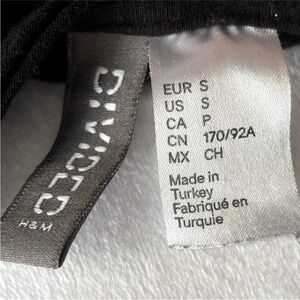 DIVIDED
H&M
EUR S
US S
CA P
CN 170/92A
MX CH
Made in
Turkey
Fabriqué en
Turquie